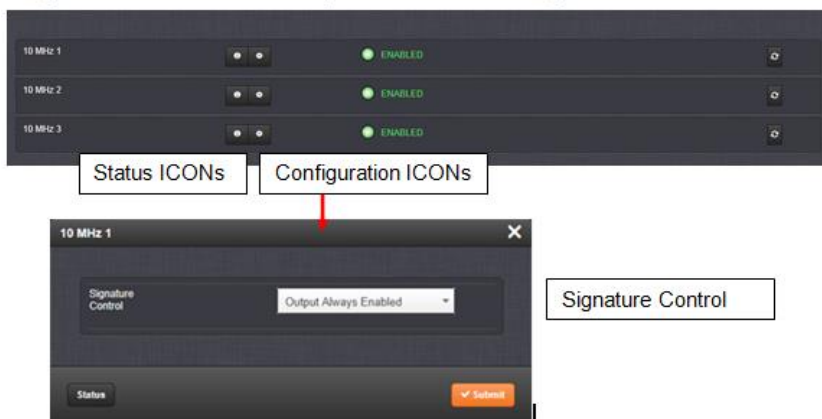 10 MHz 1 ENABLED
10 MHz 2 ENABLED
10 MHz 3 ENABLED
Status ICONs Configuration ICONs
10 MHz 1
Signature
Control
Output Always Enabled
Signature Control
Status Submit